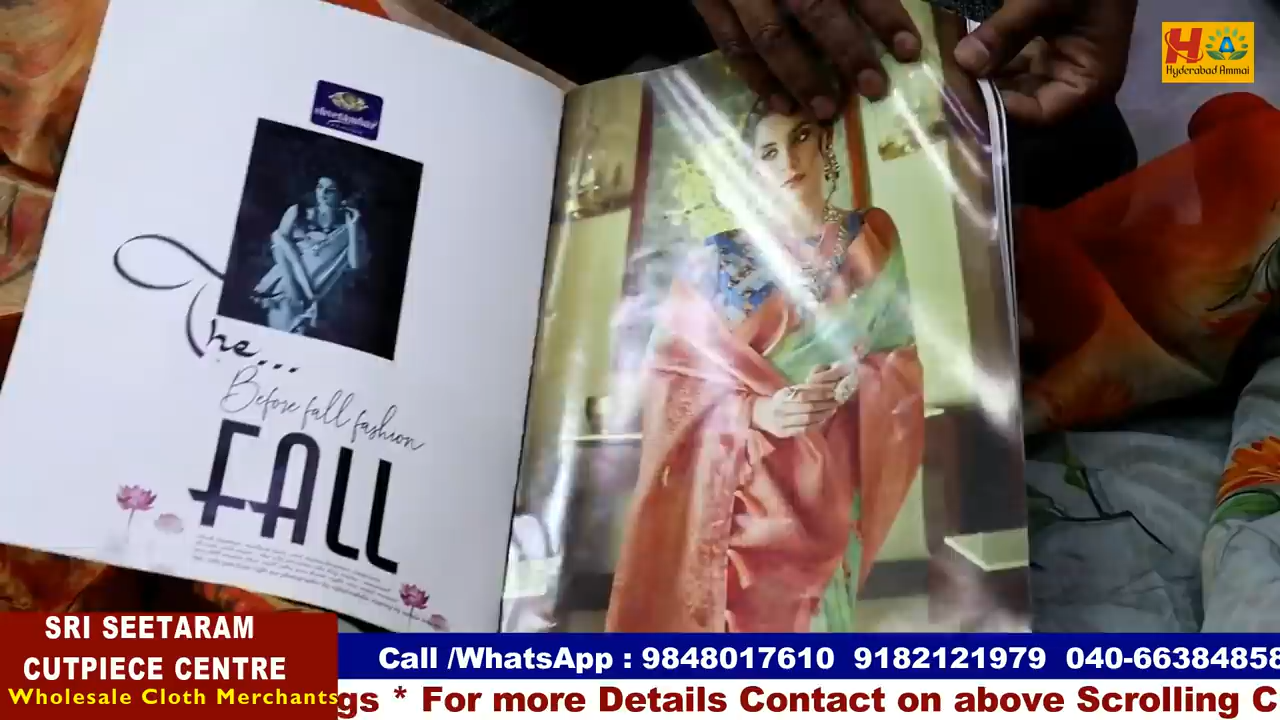 H A
Hyderabad Ammai
he...
Before fall fashion
FALL
SRI SEETARAM
CUTPIECE CENTRE
Wholesale Cloth Merchants
Call /WhatsApp : 9848017610 9182121979 040-66384858
gs * For more Details Contact on above Scrolling C